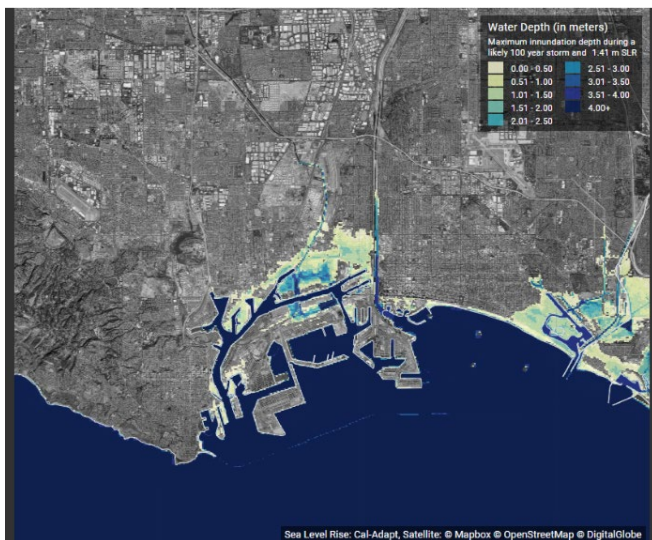 Water Depth (in meters)
Maximum innundation depth during a
likely 100 year storm and 1.41 m SLR
0.00 - 0.50
0.51 - 1.00
1.01 - 1.50
1.51 - 2.00
2.01 - 2.50
2.51 - 3.00
3.01 - 3.50
3.51 - 4.00
4.00+
Sea Level Rise: Cal-Adapt, Satellite: © Mapbox © OpenStreetMap © DigitalGlobe